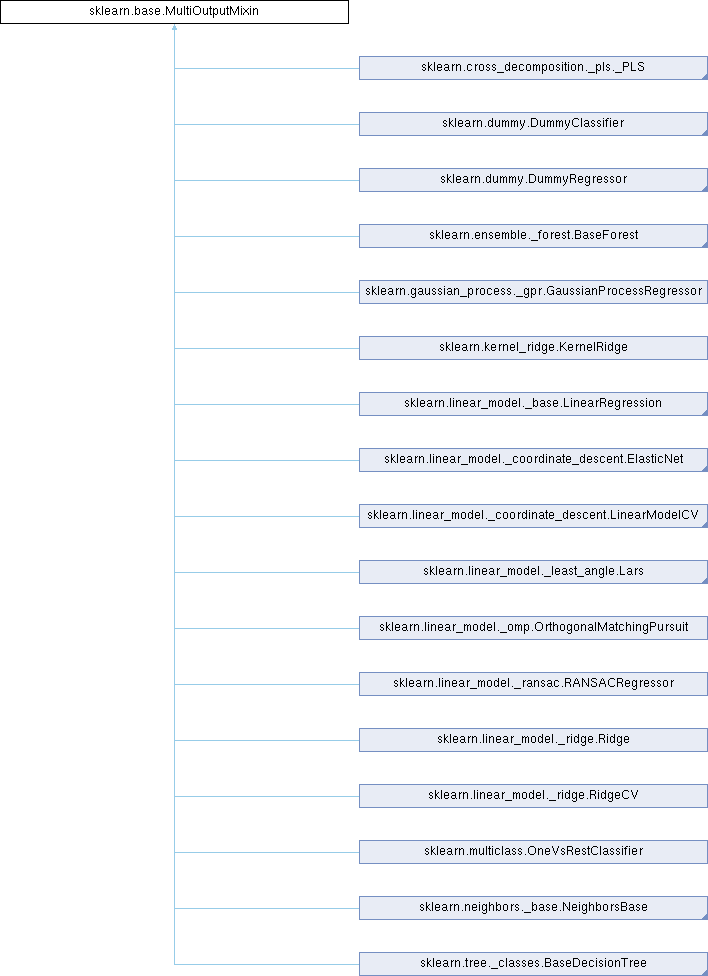 sklearn.base.MultiOutputMixin
sklearn.cross_decomposition._pls._PLS
sklearn.dummy.DummyClassifier
sklearn.dummy.DummyRegressor
sklearn.ensemble._forest.BaseForest
sklearn.gaussian_process._gpr.GaussianProcessRegressor
sklearn.kernel_ridge.KernelRidge
sklearn.linear_model._base.LinearRegression
sklearn.linear_model._coordinate_descent.ElasticNet
sklearn.linear_model._coordinate_descent.LinearModelCV
sklearn.linear_model._least_angle.Lars
sklearn.linear_model._omp.OrthogonalMatchingPursuit
sklearn.linear_model._ransac.RANSACRegressor
sklearn.linear_model._ridge.Ridge
sklearn.linear_model._ridge.RidgeCV
sklearn.multiclass.OneVsRestClassifier
sklearn.neighbors._base.NeighborsBase
sklearn.tree._classes.BaseDecisionTree